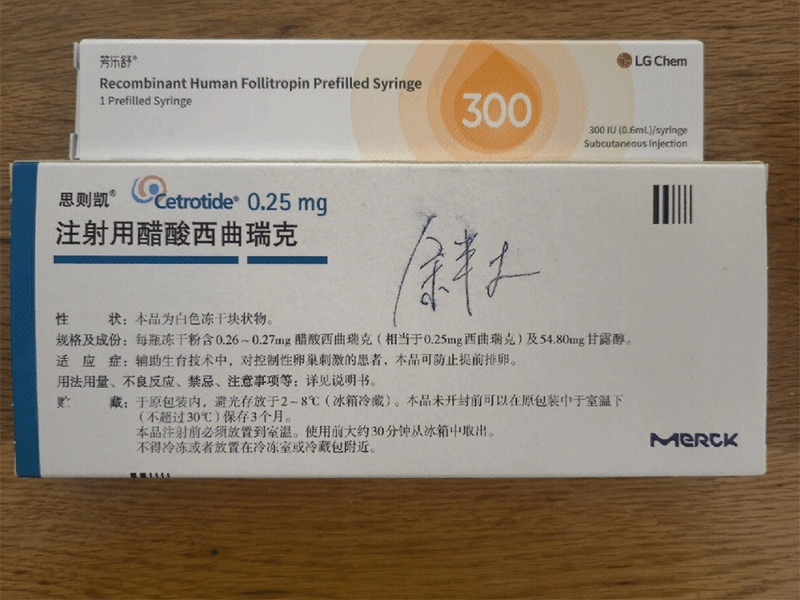 芳乐舒®
LG Chem
Recombinant Human Follitropin Prefilled Syringe
1 Prefilled Syringe
300
300 IU (0.6mL)/syringe
Subcutaneous Injection
思则凯® Cetrotide® 0.25 mg
注射用醋酸西曲瑞克
性 状：本品为白色冻干块状物。
规格及成份：每瓶冻干粉含0.26～0.27mg 醋酸西曲瑞克（相当于0.25mg西曲瑞克）及54.80mg甘露醇。
适 应 症：辅助生育技术中，对控制性卵巢刺激的患者，本品可防止提前排卵。
用法用量、不良反应、禁忌、注意事项等：详见说明书。
贮 藏：于原包装内，避光存放于2～8℃（冰箱冷藏）。本品未开封前可以在原包装中于室温下
（不超过30℃）保存3个月。
本品注射前必须放置到室温。使用前大约30分钟从冰箱中取出。
不得冷冻或者放置在冷冻室或冷藏包附近。
MERCK